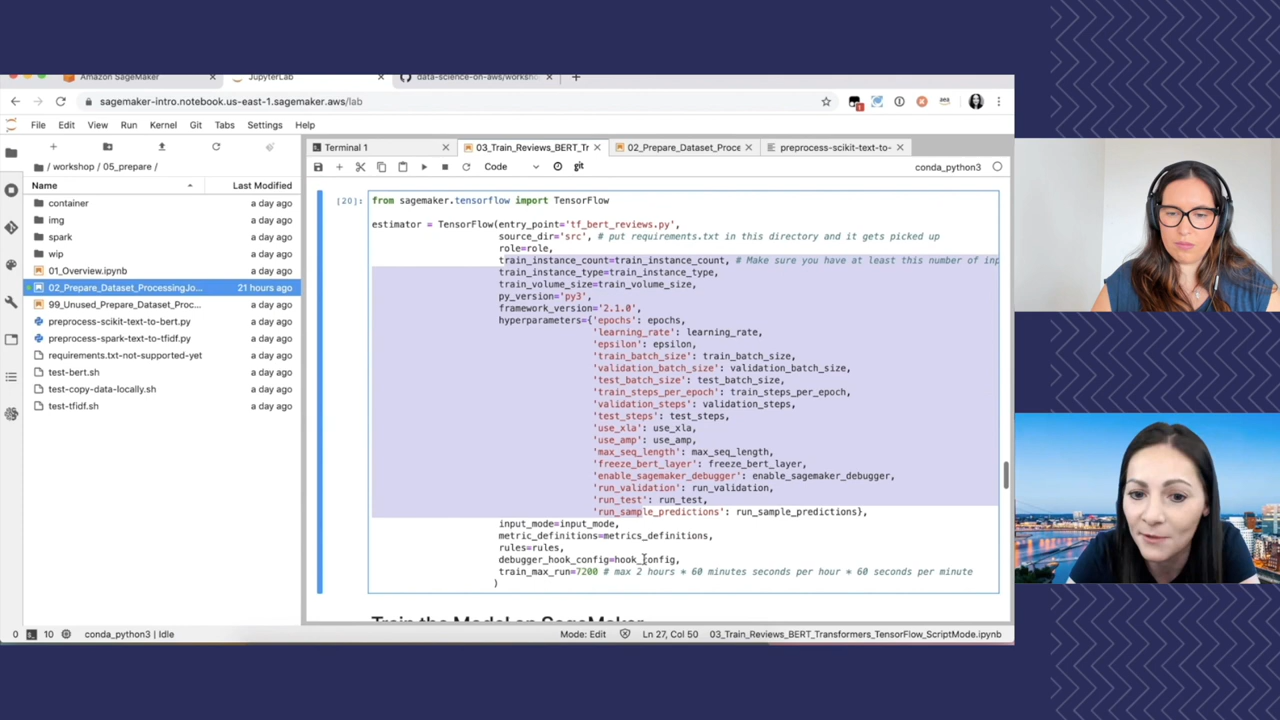 Amazon SageMaker
JupyterLab
data-science-on-aws/worksho
sagemaker-intro.notebook.us-east-1.sagemaker.aws/lab
File Edit View Run Kernel Git Tabs Settings Help
/ workshop / 05_prepare /
Name Last Modified
container a day ago
img a day ago
spark a day ago
wip a day ago
01_Overview.ipynb a day ago
02_Prepare_Dataset_ProcessingJo... 21 hours ago
99_Unused_Prepare_Dataset_Proc... a day ago
preprocess-scikit-text-to-bert.py a day ago
preprocess-spark-text-to-tfidf.py a day ago
requirements.txt-not-supported-yet a day ago
test-bert.sh a day ago
test-copy-data-locally.sh a day ago
test-tfidf.sh a day ago
Terminal 1
03_Train_Reviews_BERT_Tr
02_Prepare_Dataset_Proce
preprocess-scikit-text-to-
Code
git
conda_python3
[20]:
from sagemaker.tensorflow import TensorFlow
estimator = TensorFlow(entry_point='tf_bert_reviews.py',
source_dir='src', # put requirements.txt in this directory and it gets picked up
role=role,
train_instance_count=train_instance_count, # Make sure you have at least this number of inp
train_instance_type=train_instance_type,
train_volume_size=train_volume_size,
py_version='py3',
framework_version='2.1.0',
hyperparameters={'epochs': epochs,
'learning_rate': learning_rate,
'epsilon': epsilon,
'train_batch_size': train_batch_size,
'validation_batch_size': validation_batch_size,
'test_batch_size': test_batch_size,
'train_steps_per_epoch': train_steps_per_epoch,
'validation_steps': validation_steps,
'test_steps': test_steps,
'use_xla': use_xla,
'use_amp': use_amp,
'max_seq_length': max_seq_length,
'freeze_bert_layer': freeze_bert_layer,
'enable_sagemaker_debugger': enable_sagemaker_debugger,
'run_validation': run_validation,
'run_test': run_test,
'run_sample_predictions': run_sample_predictions},
input_mode=input_mode,
metric_definitions=metrics_definitions,
rules=rules,
debugger_hook_config=hook_config,
train_max_run=7200 # max 2 hours * 60 minutes seconds per hour * 60 seconds per minute
)
Train the Model on SageMaker
0 10 conda_python3 | Idle
Mode: Edit Ln 27, Col 50 03_Train_Reviews_BERT_Transformers_TensorFlow_ScriptMode.ipynb